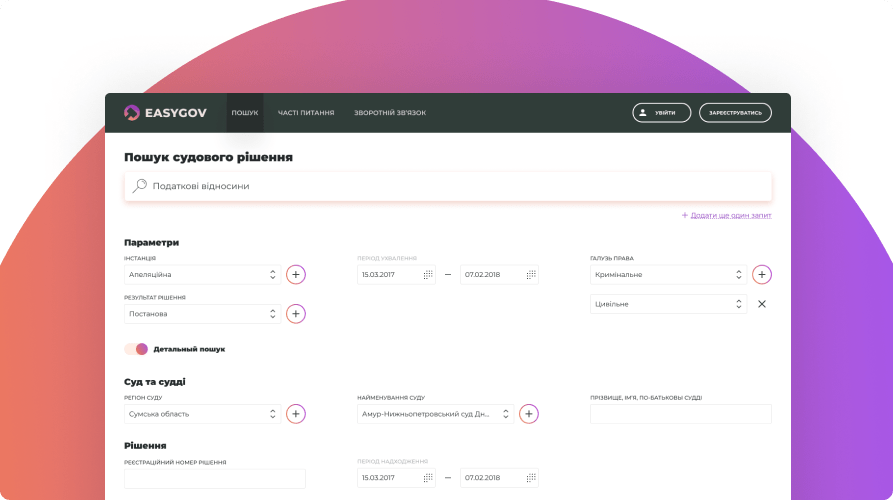 EASYGOV ПОШУК ЧАСТІ ПИТАННЯ ЗВОРОТНІЙ ЗВ'ЯЗОК УВІЙТИ ЗАРЕЄСТРУВАТИСЬ
Пошук судового рішення
Податкові відносини
+ Додати ще один запит
Параметри
ІНСТАНЦІЯ ПЕРІОД УХВАЛЕННЯ ГАЛУЗЬ ПРАВА
Апеляційна 15.03.2017 – 07.02.2018 Кримінальне
РЕЗУЛЬТАТ РІШЕННЯ
Постанова Цивільне
Детальный пошук
Суд та судді
РЕГІОН СУДУ НАЙМЕНУВАННЯ СУДУ ПРІЗВИЩЕ, ІМ'Я, ПО-БАТЬКОВЫ СУДДІ
Сумська область Амур-Нижньопетровський суд Дн...
Рішення
РЕЄСТРАЦІЙНИЙ НОМЕР РІШЕННЯ ПЕРІОД НАДХОДЖЕННЯ
15.03.2017 – 07.02.2018